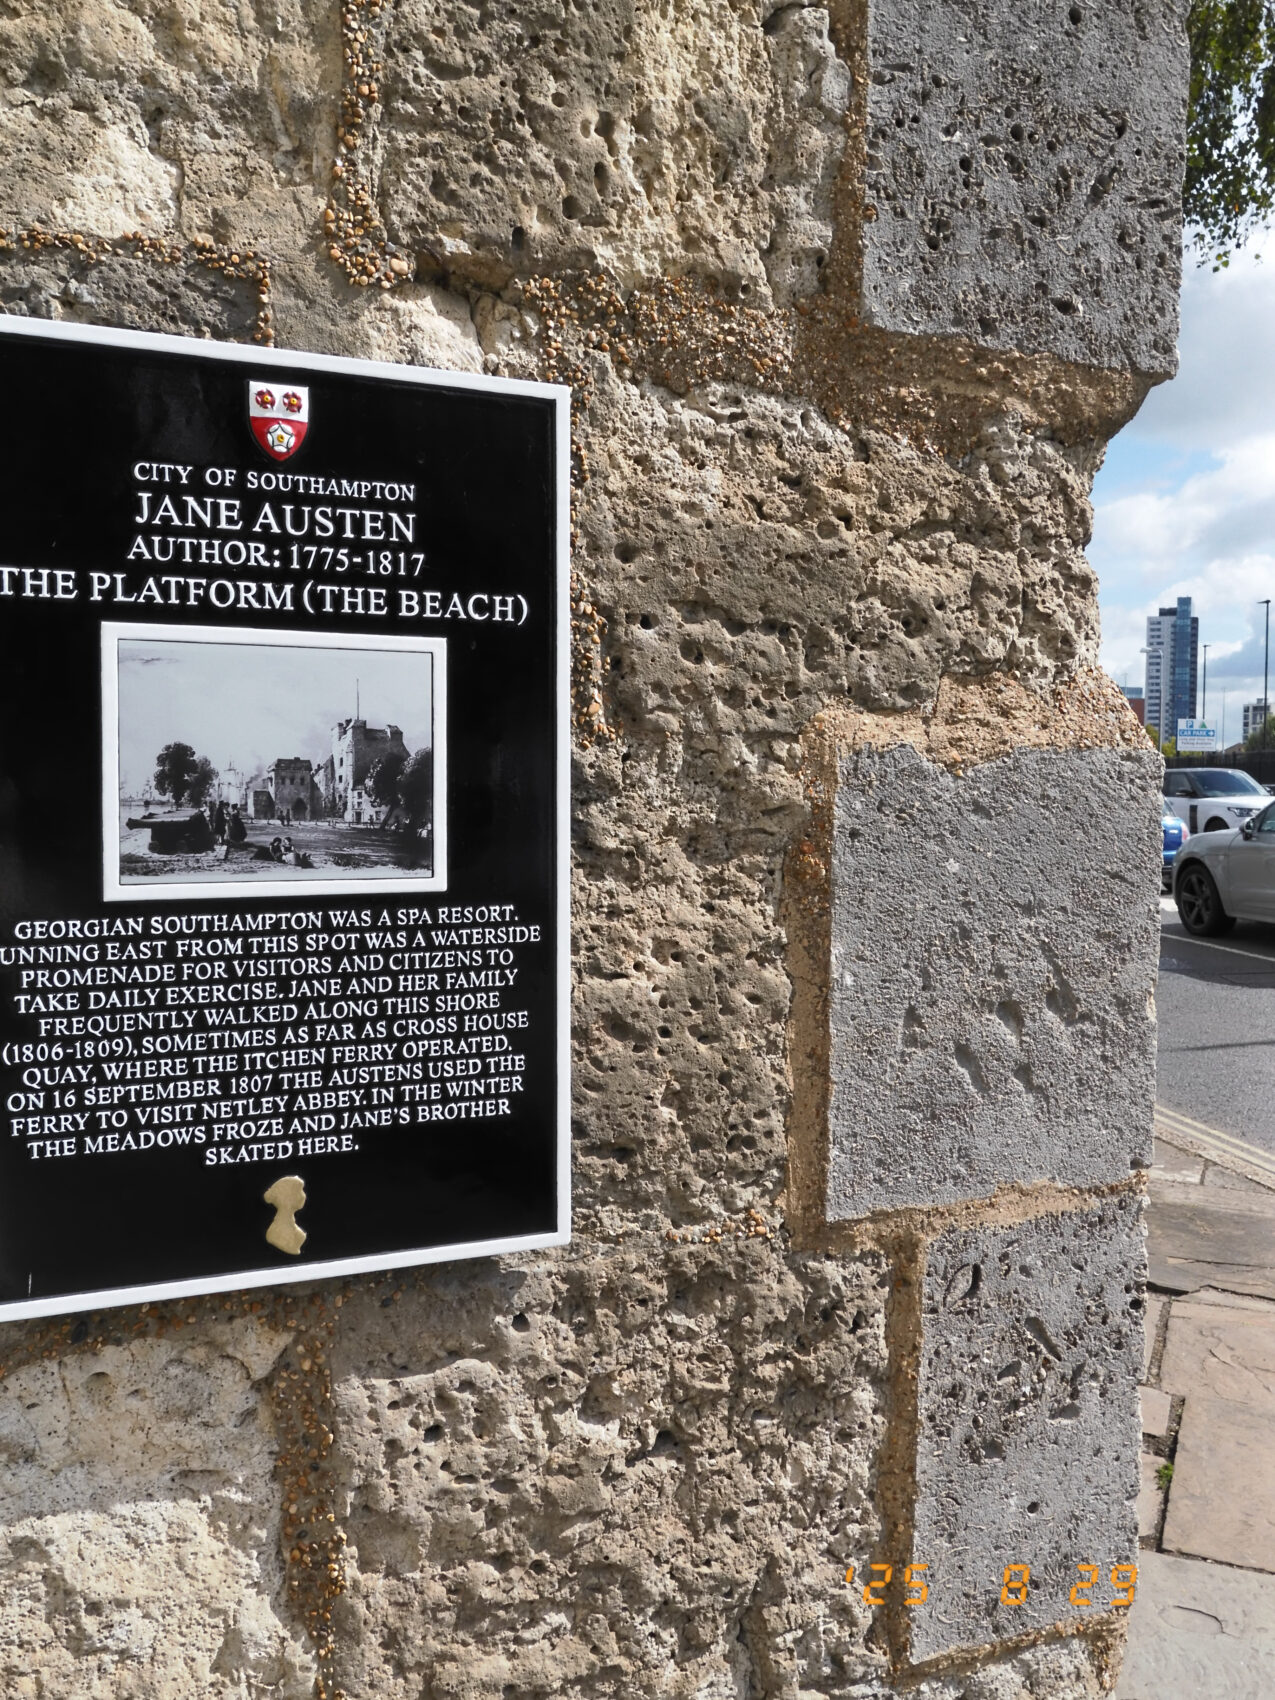 CITY OF SOUTHAMPTON
JANE AUSTEN
AUTHOR: 1775-1817
THE PLATFORM (THE BEACH)
GEORGIAN SOUTHAMPTON WAS A SPA RESORT.
UNNING EAST FROM THIS SPOT WAS A WATERSIDE
PROMENADE FOR VISITORS AND CITIZENS TO
TAKE DAILY EXERCISE. JANE AND HER FAMILY
FREQUENTLY WALKED ALONG THIS SHORE
(1806-1809), SOMETIMES AS FAR AS CROSS HOUSE
QUAY, WHERE THE ITCHEN FERRY OPERATED.
ON 16 SEPTEMBER 1807 THE AUSTENS USED THE
FERRY TO VISIT NETLEY ABBEY. IN THE WINTER
THE MEADOWS FROZE AND JANE'S BROTHER
SKATED HERE.
P
CAR PARK
'25 8 29